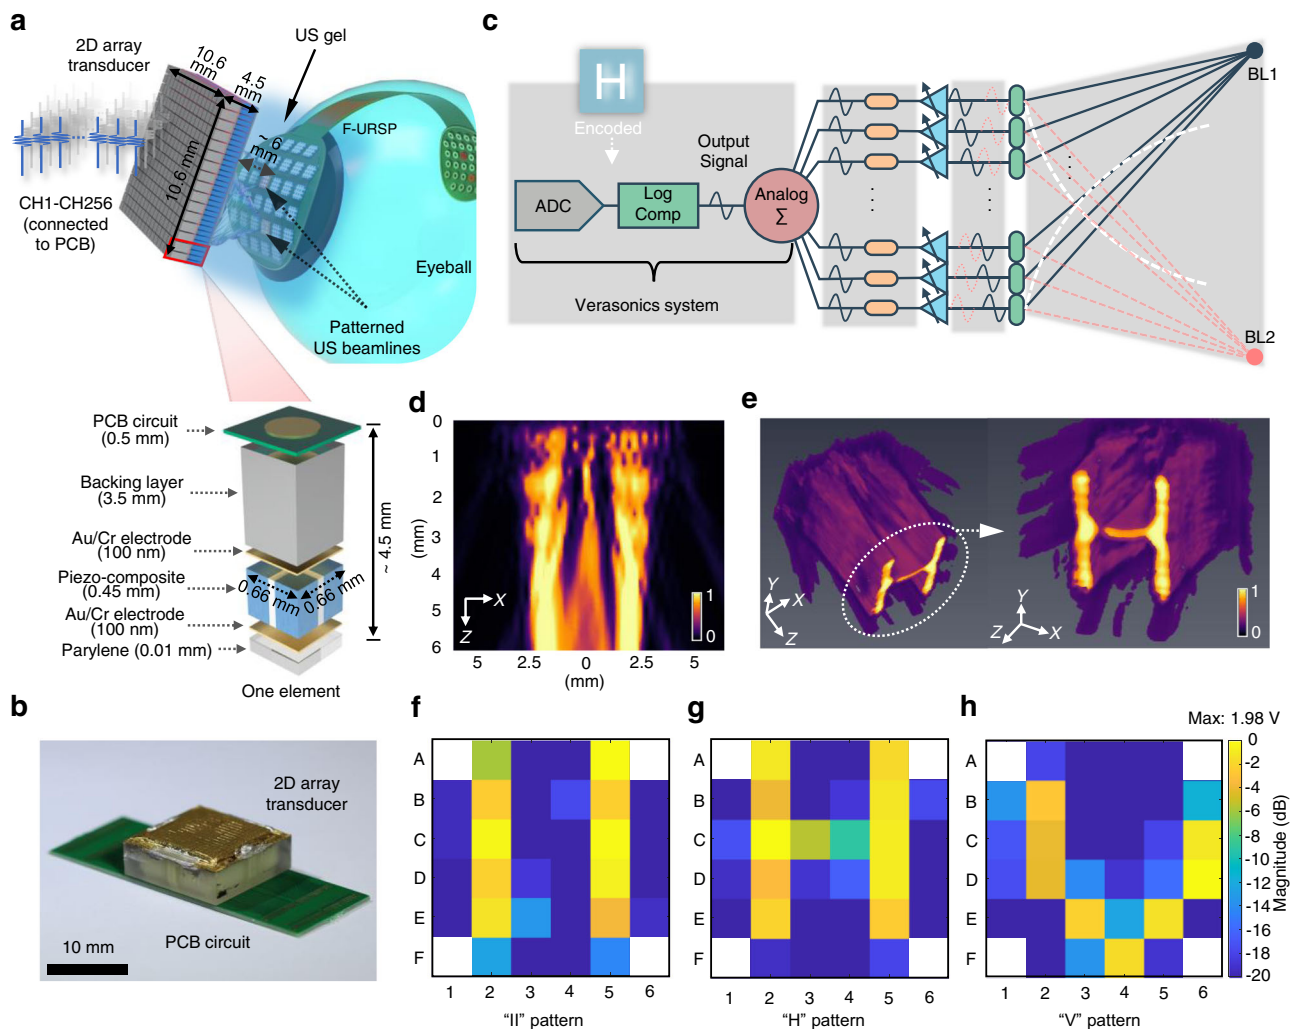 a
2D array
transducer
10.6
mm
4.5
mm
US gel
F-URSP
~6
mm
10.6 mm
CH1-CH256
(connected
to PCB)
Eyeball
Patterned
US beamlines
PCB circuit
(0.5 mm)
Backing layer
(3.5 mm)
Au/Cr electrode
(100 nm)
Piezo-composite
(0.45 mm)
0.66 mm
0.66 mm
Au/Cr electrode
(100 nm)
Parylene (0.01 mm)
~ 4.5 mm
One element
b
2D array
transducer
PCB circuit
10 mm
c
H
Encoded
Output
Signal
ADC
Log
Comp
Analog
Σ
Verasonics system
BL1
BL2
d
0
1
2
3
4
5
6
(mm)
X
Z
1
0
5
2.5
0
2.5
5
(mm)
e
Y
X
Z
Y
Z
X
1
0
f
A
B
C
D
E
F
1 2 3 4 5 6
“II” pattern
g
A
B
C
D
E
F
1 2 3 4 5 6
“H” pattern
h
Max: 1.98 V
A
B
C
D
E
F
1 2 3 4 5 6
“V” pattern
0
-2
-4
-6
-8
-10
-12
-14
-16
-18
-20
Magnitude (dB)